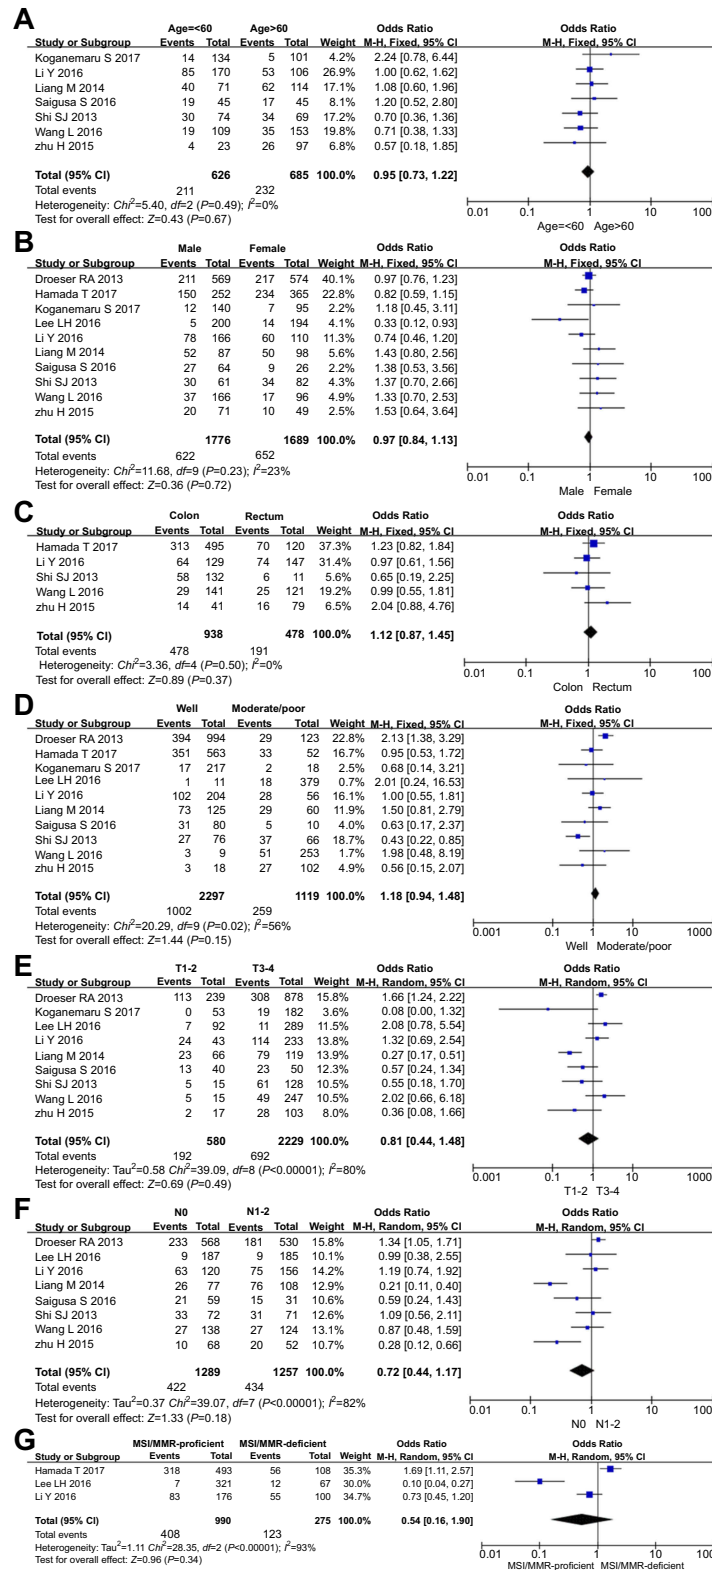 A
Age=<60 Age>60 Odds Ratio Odds Ratio
Study or Subgroup Events Total Events Total Weight M-H, Fixed, 95% CI M-H, Fixed, 95% CI
Koganemaru S 2017 14 134 5 101 4.2% 2.24 [0.78, 6.44]
Li Y 2016 85 170 53 106 26.9% 1.00 [0.62, 1.62]
Liang M 2014 40 71 62 114 17.1% 1.08 [0.60, 1.96]
Saigusa S 2016 19 45 17 45 8.1% 1.20 [0.52, 2.80]
Shi SJ 2013 30 74 34 69 17.2% 0.70 [0.36, 1.36]
Wang L 2016 19 109 35 153 19.8% 0.71 [0.38, 1.33]
zhu H 2015 4 23 26 97 6.8% 0.57 [0.18, 1.85]
Total (95% CI) 626 685 100.0% 0.95 [0.73, 1.22]
Total events 211 232
Heterogeneity: Chi²=5.40, df=2 (P=0.49); I²=0%
Test for overall effect: Z=0.43 (P=0.67)
0.01 0.1 1 10 100
Age=<60 Age>60
B
Male Female Odds Ratio Odds Ratio
Study or Subgroup Events Total Events Total Weight M-H, Fixed, 95% CI M-H, Fixed, 95% CI
Droeser RA 2013 211 569 217 574 40.1% 0.97 [0.76, 1.23]
Hamada T 2017 150 252 234 365 22.8% 0.82 [0.59, 1.15]
Koganemaru S 2017 12 140 7 95 2.2% 1.18 [0.45, 3.11]
Lee LH 2016 5 200 14 194 4.1% 0.33 [0.12, 0.93]
Li Y 2016 78 166 60 110 11.3% 0.74 [0.46, 1.20]
Liang M 2014 52 87 50 98 5.6% 1.43 [0.80, 2.56]
Saigusa S 2016 27 64 9 26 2.2% 1.38 [0.53, 3.56]
Shi SJ 2013 30 61 34 82 4.3% 1.37 [0.70, 2.66]
Wang L 2016 37 166 17 96 4.9% 1.33 [0.70, 2.53]
zhu H 2015 20 71 10 49 2.5% 1.53 [0.64, 3.64]
Total (95% CI) 1776 1689 100.0% 0.97 [0.84, 1.13]
Total events 622 652
Heterogeneity: Chi²=11.68, df=9 (P=0.23); I²=23%
Test for overall effect: Z=0.36 (P=0.72)
0.01 0.1 1 10 100
Male Female
C
Colon Rectum Odds Ratio Odds Ratio
Study or Subgroup Events Total Events Total Weight M-H, Fixed, 95% CI M-H, Fixed, 95% CI
Hamada T 2017 313 495 70 120 37.3% 1.23 [0.82, 1.84]
Li Y 2016 64 129 74 147 31.4% 0.97 [0.61, 1.56]
Shi SJ 2013 58 132 6 11 5.6% 0.65 [0.19, 2.25]
Wang L 2016 29 141 25 121 19.2% 0.99 [0.55, 1.81]
zhu H 2015 14 41 16 79 6.5% 2.04 [0.88, 4.76]
Total (95% CI) 938 478 100.0% 1.12 [0.87, 1.45]
Total events 478 191
Heterogeneity: Chi²=3.36, df=4 (P=0.50); I²=0%
Test for overall effect: Z=0.89 (P=0.37)
0.01 0.1 1 10 100
Colon Rectum
D
Well Moderate/poor Odds Ratio Odds Ratio
Study or Subgroup Events Total Events Total Weight M-H, Fixed, 95% CI M-H, Fixed, 95% CI
Droeser RA 2013 394 994 29 123 22.8% 2.13 [1.38, 3.29]
Hamada T 2017 351 563 33 52 16.7% 0.95 [0.53, 1.72]
Koganemaru S 2017 17 217 2 18 2.5% 0.68 [0.14, 3.21]
Lee LH 2016 1 11 18 379 0.7% 2.01 [0.24, 16.53]
Li Y 2016 102 204 28 56 16.1% 1.00 [0.55, 1.81]
Liang M 2014 73 125 29 60 11.9% 1.50 [0.81, 2.79]
Saigusa S 2016 31 80 5 10 4.0% 0.63 [0.17, 2.37]
Shi SJ 2013 27 76 37 66 18.7% 0.43 [0.22, 0.85]
Wang L 2016 3 9 51 253 1.7% 1.98 [0.48, 8.19]
zhu H 2015 3 18 27 102 4.9% 0.56 [0.15, 2.07]
Total (95% CI) 2297 1119 100.0% 1.18 [0.94, 1.48]
Total events 1002 259
Heterogeneity: Chi²=20.29, df=9 (P=0.02); I²=56%
Test for overall effect: Z=1.44 (P=0.15)
0.001 0.1 1 10 1000
Well Moderate/poor
E
T1-2 T3-4 Odds Ratio Odds Ratio
Study or Subgroup Events Total Events Total Weight M-H, Random, 95% CI M-H, Random, 95% CI
Droeser RA 2013 113 239 308 878 15.8% 1.66 [1.24, 2.22]
Koganemaru S 2017 0 53 19 182 3.6% 0.08 [0.00, 1.32]
Lee LH 2016 7 92 11 289 11.5% 2.08 [0.78, 5.54]
Li Y 2016 24 43 114 233 13.9% 1.32 [0.69, 2.54]
Liang M 2014 23 66 79 119 14.0% 0.27 [0.17, 0.51]
Saigusa S 2016 13 40 23 50 12.2% 0.57 [0.24, 1.34]
Shi SJ 2013 5 15 61 128 10.5% 0.55 [0.18, 1.70]
Wang L 2016 5 15 49 247 10.5% 2.02 [0.66, 6.18]
zhu H 2015 2 17 28 103 8.0% 0.36 [0.08, 1.66]
Total (95% CI) 580 2229 100.0% 0.81 [0.44, 1.48]
Total events 192 692
Heterogeneity: Tau²=0.58 Chi²=39.09, df=8 (P<0.00001); I²=80%
Test for overall effect: Z=0.69 (P=0.49)
0.001 0.1 1 10 1000
T1-2 T3-4
F
N0 N1-2 Odds Ratio Odds Ratio
Study or Subgroup Events Total Events Total Weight M-H, Random, 95% CI M-H, Random, 95% CI
Droeser RA 2013 233 568 181 530 15.8% 1.34 [1.05, 1.71]
Lee LH 2016 9 187 9 185 10.1% 0.99 [0.38, 2.55]
Li Y 2016 63 120 75 156 14.2% 1.19 [0.74, 1.92]
Liang M 2014 26 77 76 108 12.9% 0.21 [0.11, 0.40]
Saigusa S 2016 21 59 15 31 10.7% 0.59 [0.24, 1.43]
Shi SJ 2013 33 72 31 71 12.6% 1.09 [0.56, 2.11]
Wang L 2016 27 138 27 124 13.1% 0.87 [0.48, 1.59]
zhu H 2015 10 68 20 52 10.7% 0.28 [0.12, 0.66]
Total (95% CI) 1289 1257 100.0% 0.72 [0.44, 1.17]
Total events 422 434
Heterogeneity: Tau²=0.37 Chi²=39.07, df=7 (P<0.00001); I²=82%
Test for overall effect: Z=1.33 (P=0.18)
0.01 0.1 1 10 100
N0 N1-2
G
MSI/MMR-proficient MSI/MMR-deficient Odds Ratio Odds Ratio
Study or Subgroup Events Total Events Total Weight M-H, Random, 95% CI M-H, Random, 95% CI
Hamada T 2017 318 493 56 108 35.3% 1.69 [1.11, 2.57]
Lee LH 2016 7 321 12 67 30.0% 0.10 [0.04, 0.27]
Li Y 2016 83 176 55 100 34.7% 0.73 [0.45, 1.20]
Total (95% CI) 990 275 100.0% 0.54 [0.16, 1.90]
Total events 408 123
Heterogeneity: Tau²=1.11 Chi²=28.35, df=2 (P<0.00001); I²=93%
Test for overall effect: Z=0.96 (P=0.34)
0.01 0.1 1 10 100
MSI/MMR-proficient MSI/MMR-deficient